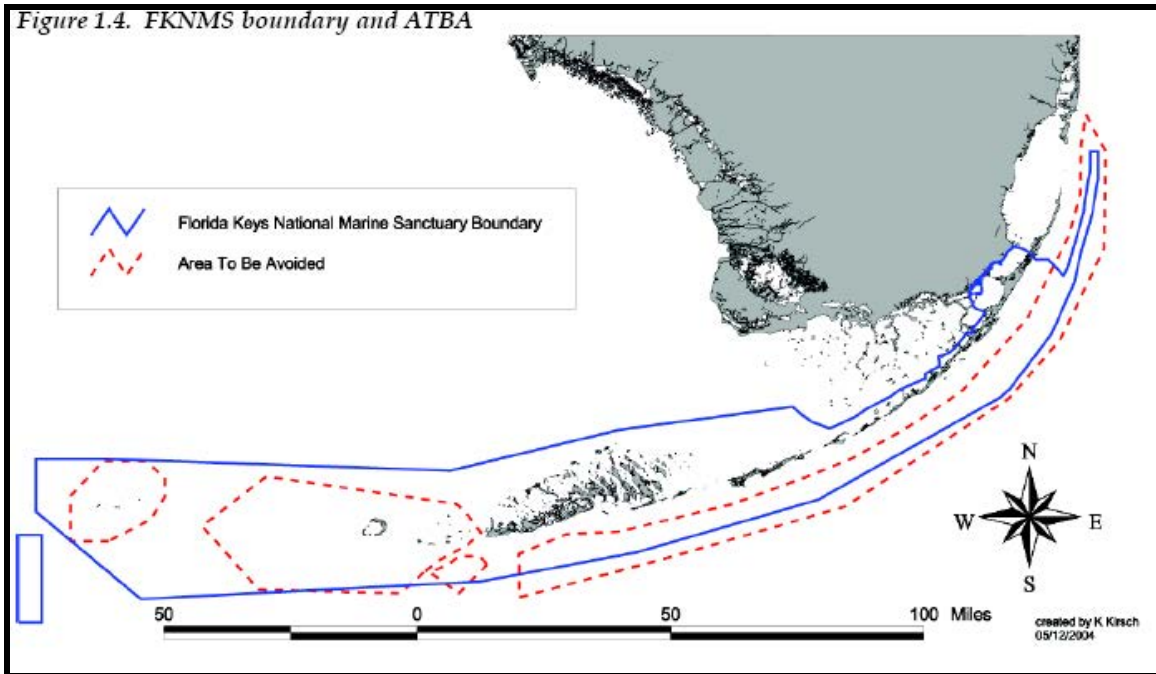 Figure 1.4. FKNMS boundary and ATBA
Florida Keys National Marine Sanctuary Boundary
Area To Be Avoided
N
W E
S
50 0 50 100 Miles
created by K Kirsch
05/12/2004